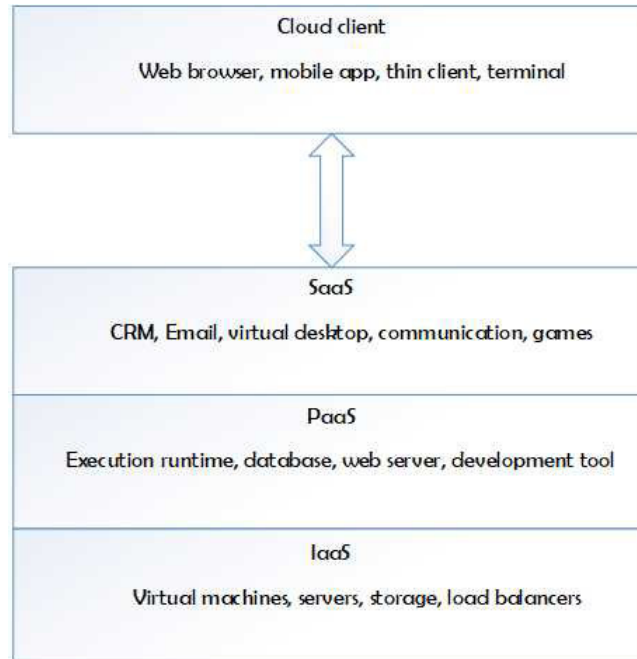 Cloud client
Web browser, mobile app, thin client, terminal
SaaS
CRM, Email, virtual desktop, communication, games
PaaS
Execution runtime, database, web server, development tool
IaaS
Virtual machines, servers, storage, load balancers